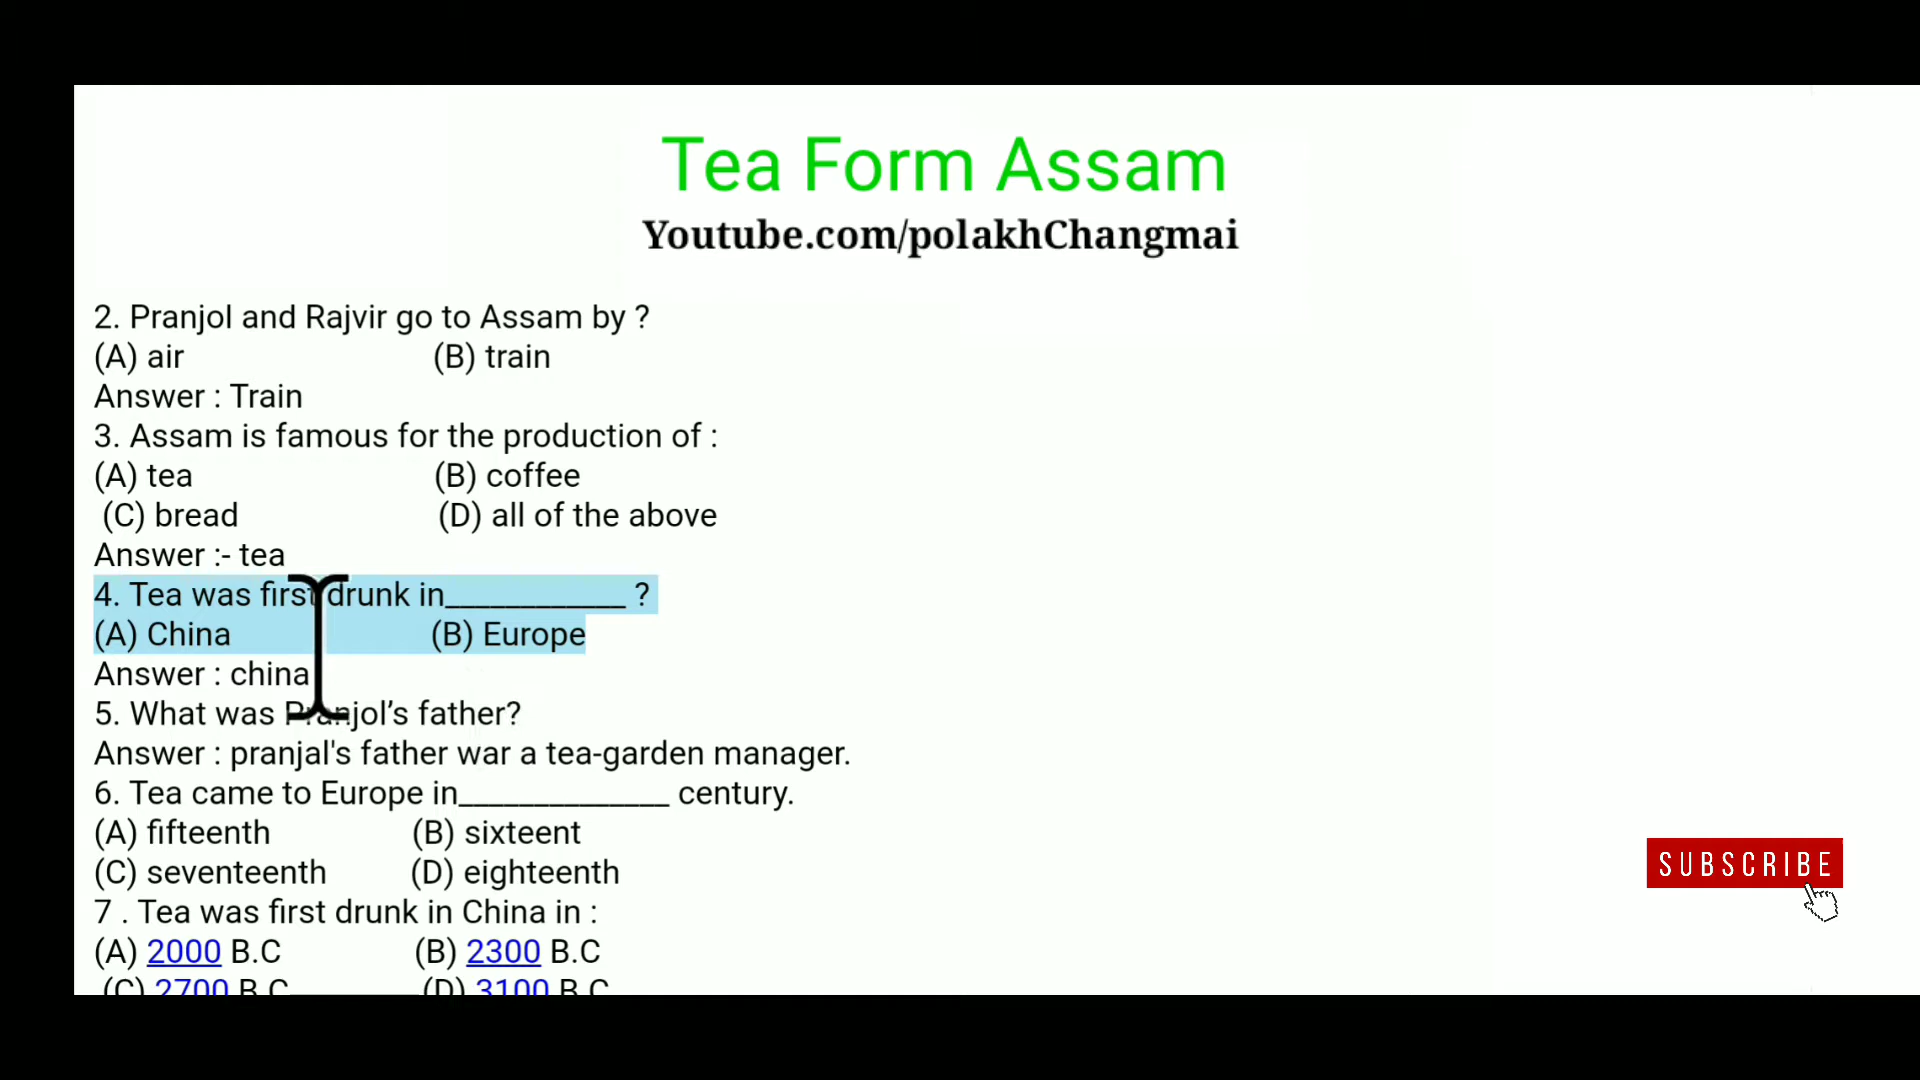 Tea Form Assam
Youtube.com/polakhChangmai
2. Pranjol and Rajvir go to Assam by ?
(A) air (B) train
Answer : Train
3. Assam is famous for the production of :
(A) tea (B) coffee
(C) bread (D) all of the above
Answer :- tea
4. Tea was first drunk in____________ ?
(A) China (B) Europe
Answer : china
5. What was Pranjol’s father?
Answer : pranjal's father war a tea-garden manager.
6. Tea came to Europe in______________ century.
(A) fifteenth (B) sixteent
(C) seventeenth (D) eighteenth
7 . Tea was first drunk in China in :
(A) 2000 B.C (B) 2300 B.C
(C) 2700 B.C (D) 3100 B.C
SUBSCRIBE